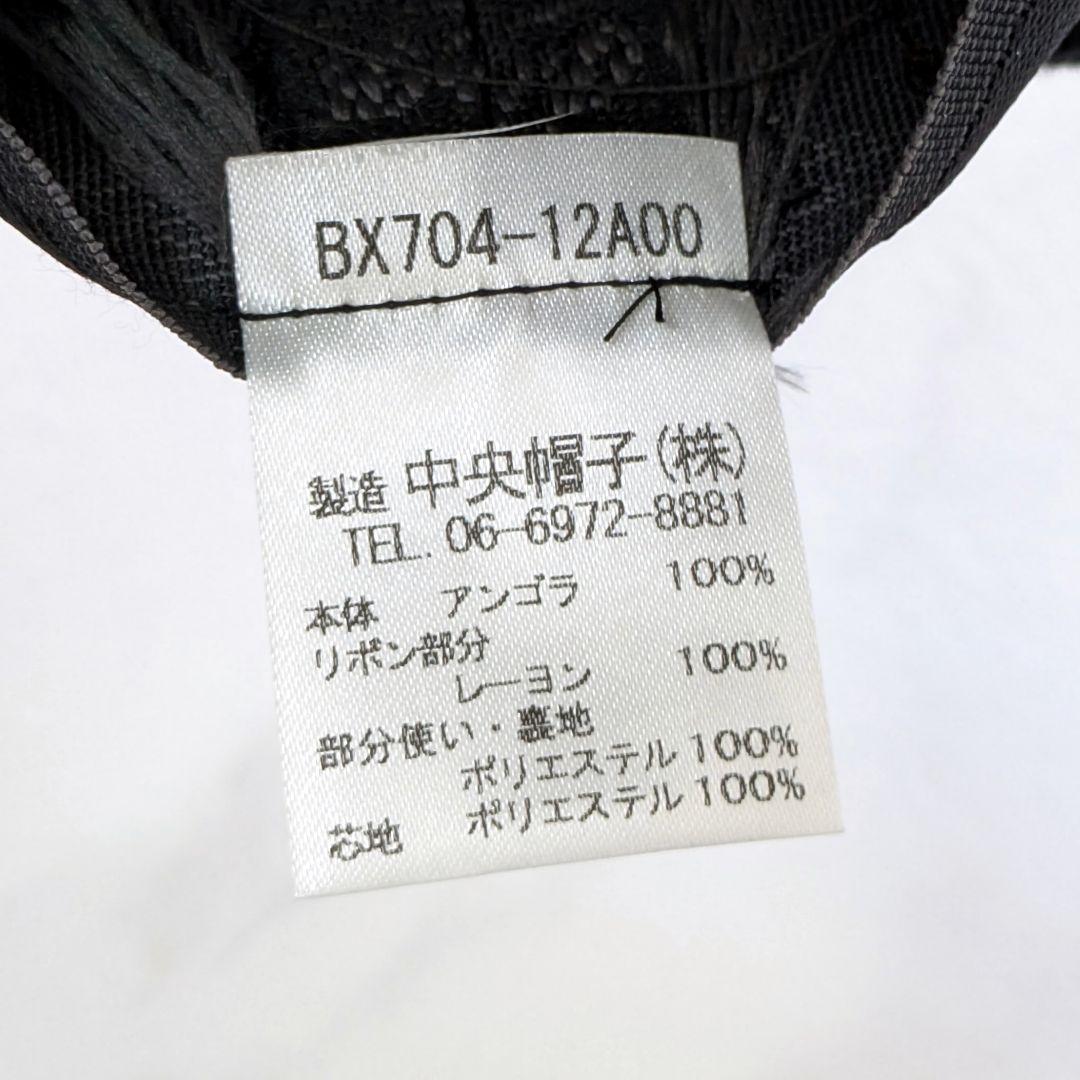 BX704-12A00
製造 中央帽子(株)
TEL. 06-6972-8881
本体 アンゴラ 100%
リボン部分
レーヨン 100%
部分使い・裏地
ポリエステル 100%
芯地 ポリエステル 100%